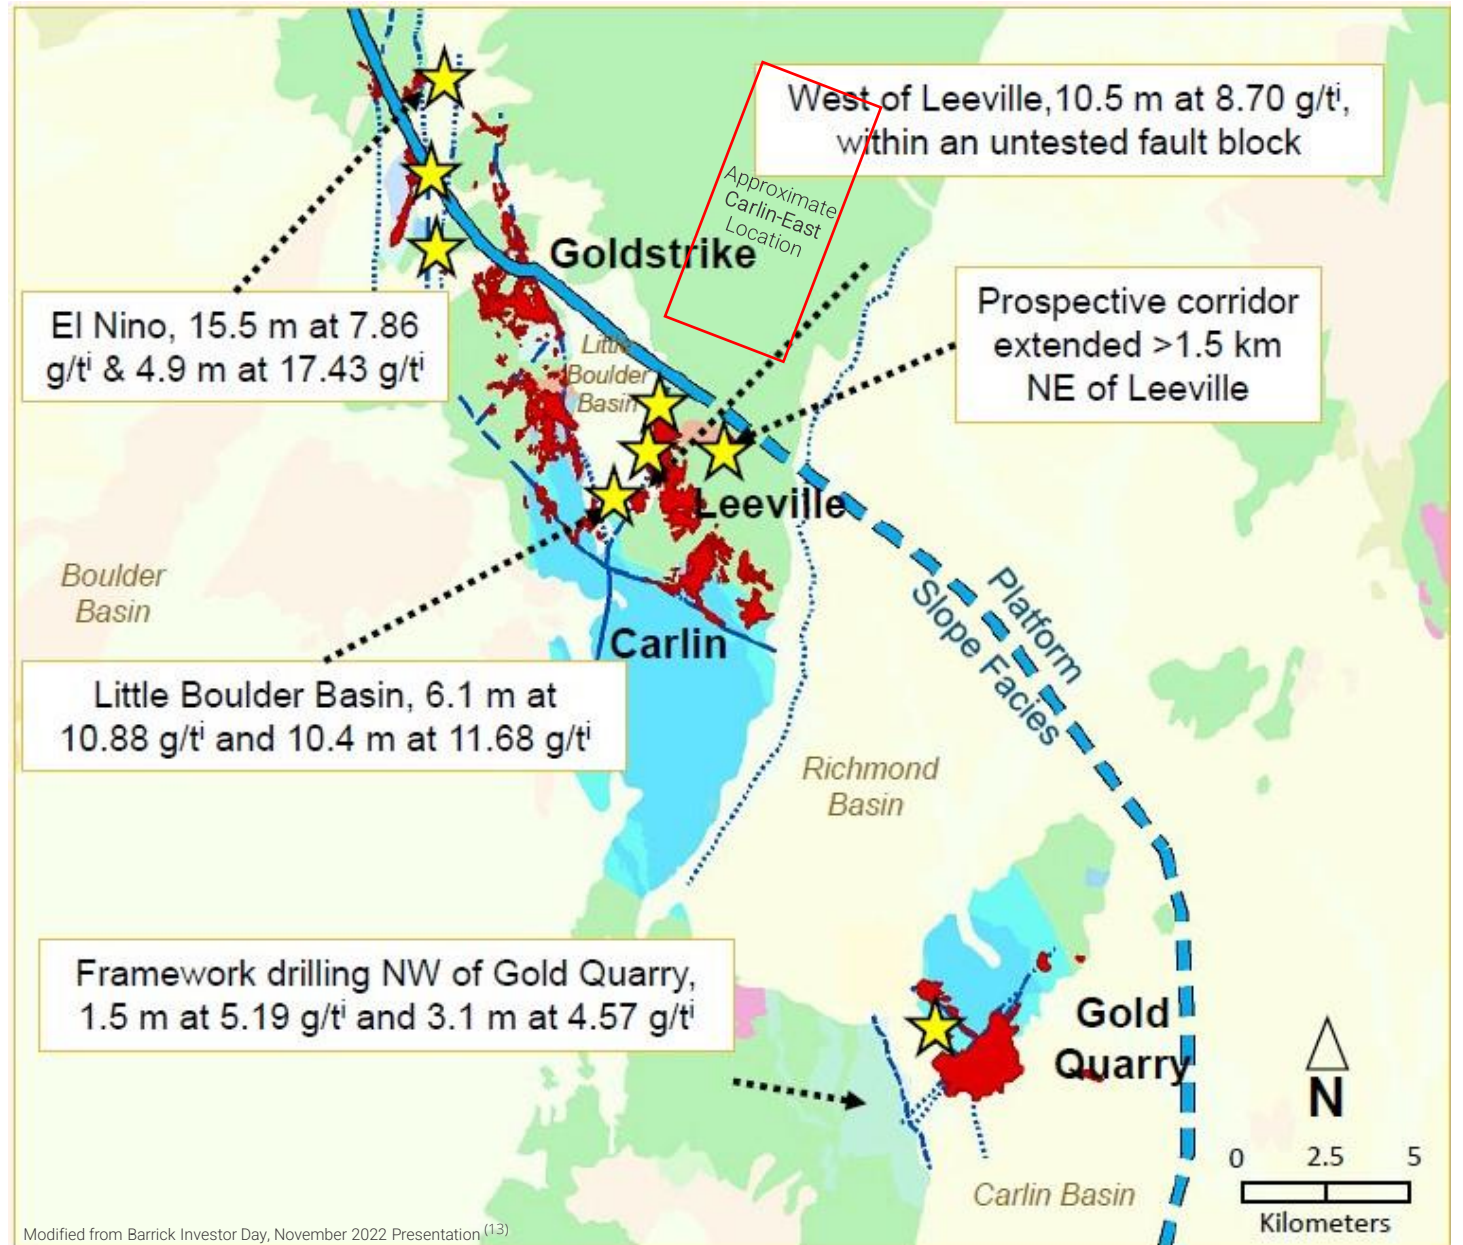 West of Leeville,10.5 m at 8.70 g/tⁱ,
within an untested fault block
Approximate
Carlin-East
Location
Goldstrike
Prospective corridor
extended >1.5 km
NE of Leeville
El Nino, 15.5 m at 7.86
g/tⁱ & 4.9 m at 17.43 g/tⁱ
Little
Boulder
Basin
Leeville
Boulder
Basin
Platform
Slope Facies
Carlin
Little Boulder Basin, 6.1 m at
10.88 g/tⁱ and 10.4 m at 11.68 g/tⁱ
Richmond
Basin
Framework drilling NW of Gold Quarry,
1.5 m at 5.19 g/tⁱ and 3.1 m at 4.57 g/tⁱ
Gold
Quarry
N
0 2.5 5
Kilometers
Carlin Basin
Modified from Barrick Investor Day, November 2022 Presentation (13)